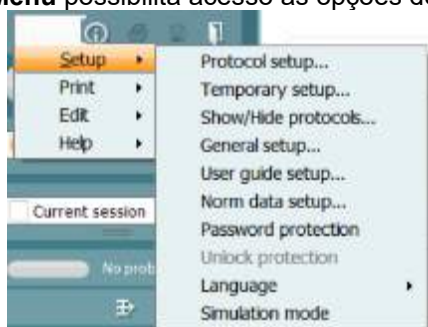 Menu possibilita acesso às opções de
Setup
Print
Edit
Help
Protocol setup...
Temporary setup...
Show/Hide protocols...
General setup...
User guide setup...
Norm data setup...
Password protection
Unlock protection
Language
Simulation mode
Current session
No prob